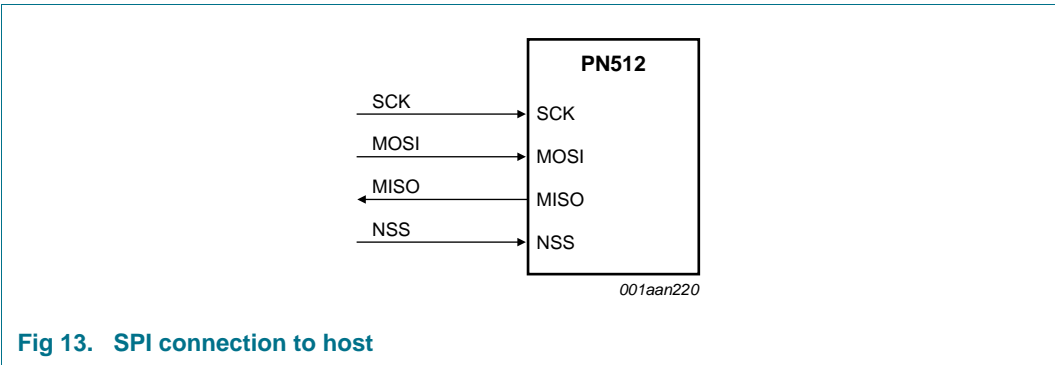 PN512
SCK
SCK
MOSI
MOSI
MISO
MISO
NSS
NSS
001aan220
Fig 13. SPI connection to host